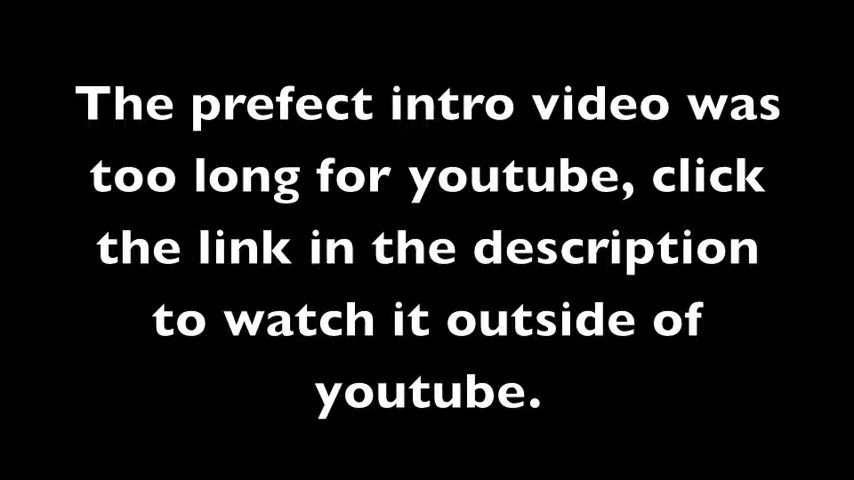 The prefect intro video was
too long for youtube, click
the link in the description
to watch it outside of
youtube.